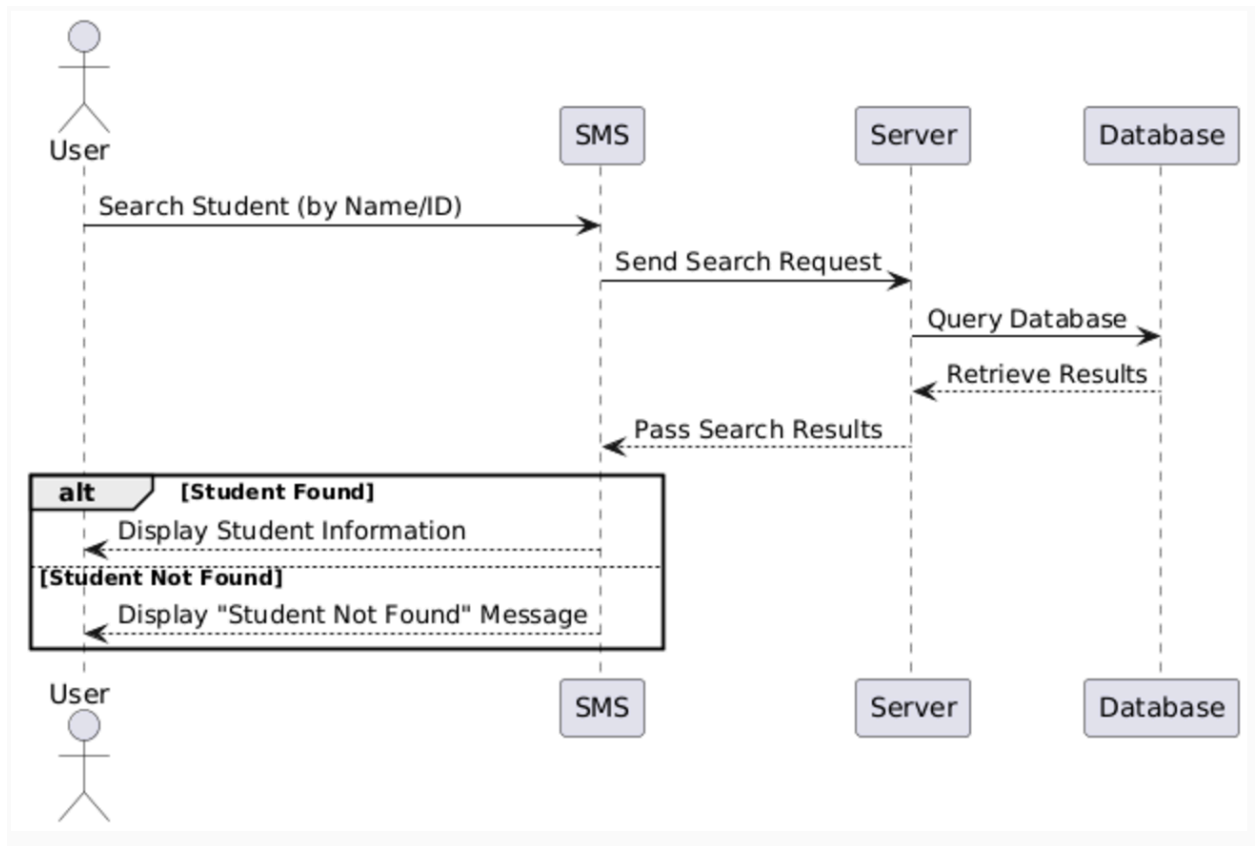 User
SMS
Server
Database
Search Student (by Name/ID)
Send Search Request
Query Database
Retrieve Results
Pass Search Results
alt
[Student Found]
Display Student Information
[Student Not Found]
Display "Student Not Found" Message
User
SMS
Server
Database